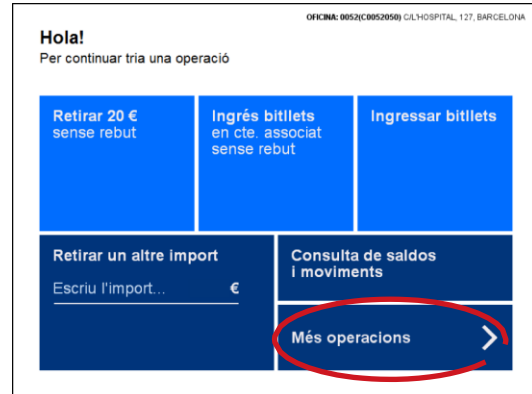 OFICINA: 0052(C0052050) C/L'HOSPITAL, 127, BARCELONA
Hola!
Per continuar tria una operació
Retirar 20 €
sense rebut
Ingrés bitllets
en cte. associat
sense rebut
Ingressar bitllets
Retirar un altre import
Escriu l'import... €
Consulta de saldos
i moviments
Més operacions